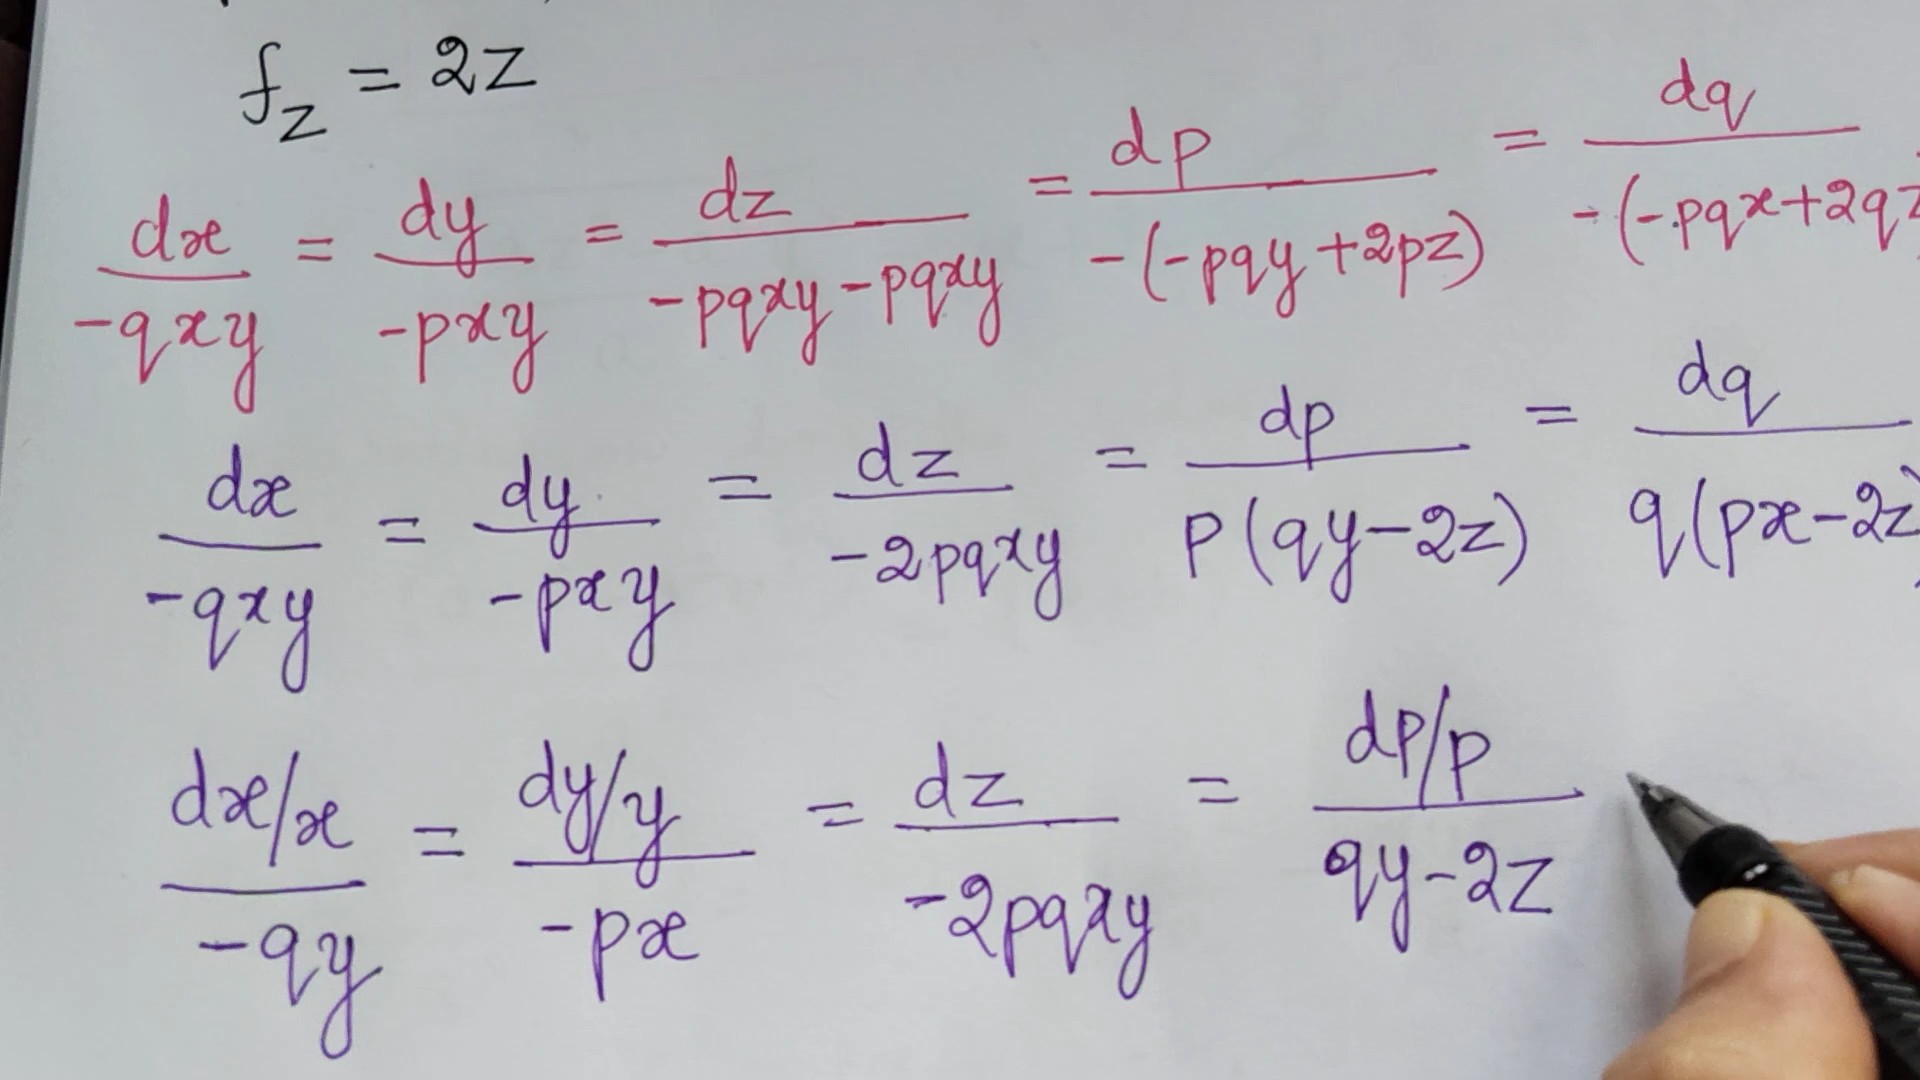 f_z = 2z
dx/-qxy = dy/-pxy = dz/-pqxy-pqxy = dp/-(-pqy+2pz) = dq/-(-pqx+2qz
dx/-qxy = dy/-pxy = dz/-2pqxy = dp/p(qy-2z) = dq/q(px-2z)
dx/x/-qy = dy/y/-px = dz/-2pqxy = dp/p/qy-2z